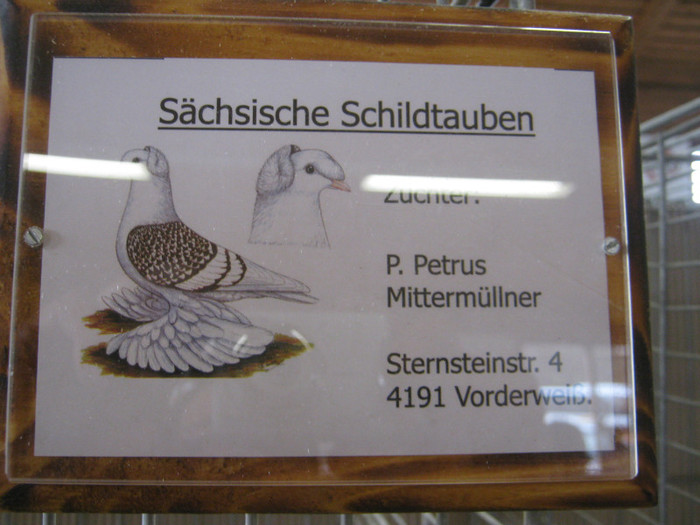 Sächsische Schildtauben
Züchter:
P. Petrus
Mittermüllner
Sternsteinstr. 4
4191 Vorderweiß.